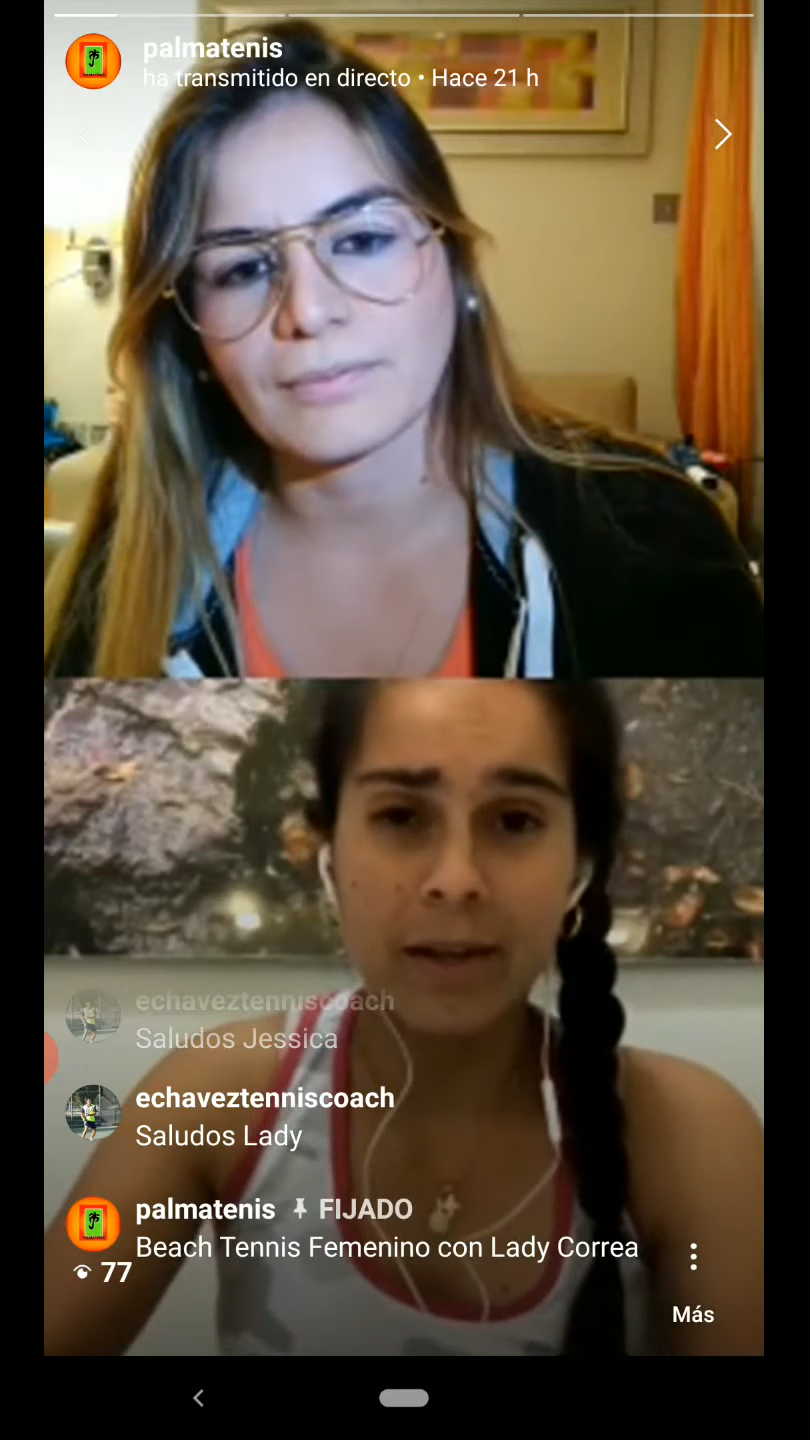 palmatenis
ha transmitido en directo • Hace 21 h
echaveztenniscoach
Saludos Jessica
echaveztenniscoach
Saludos Lady
palmatenis FIJADO
Beach Tennis Femenino con Lady Correa
77
Más